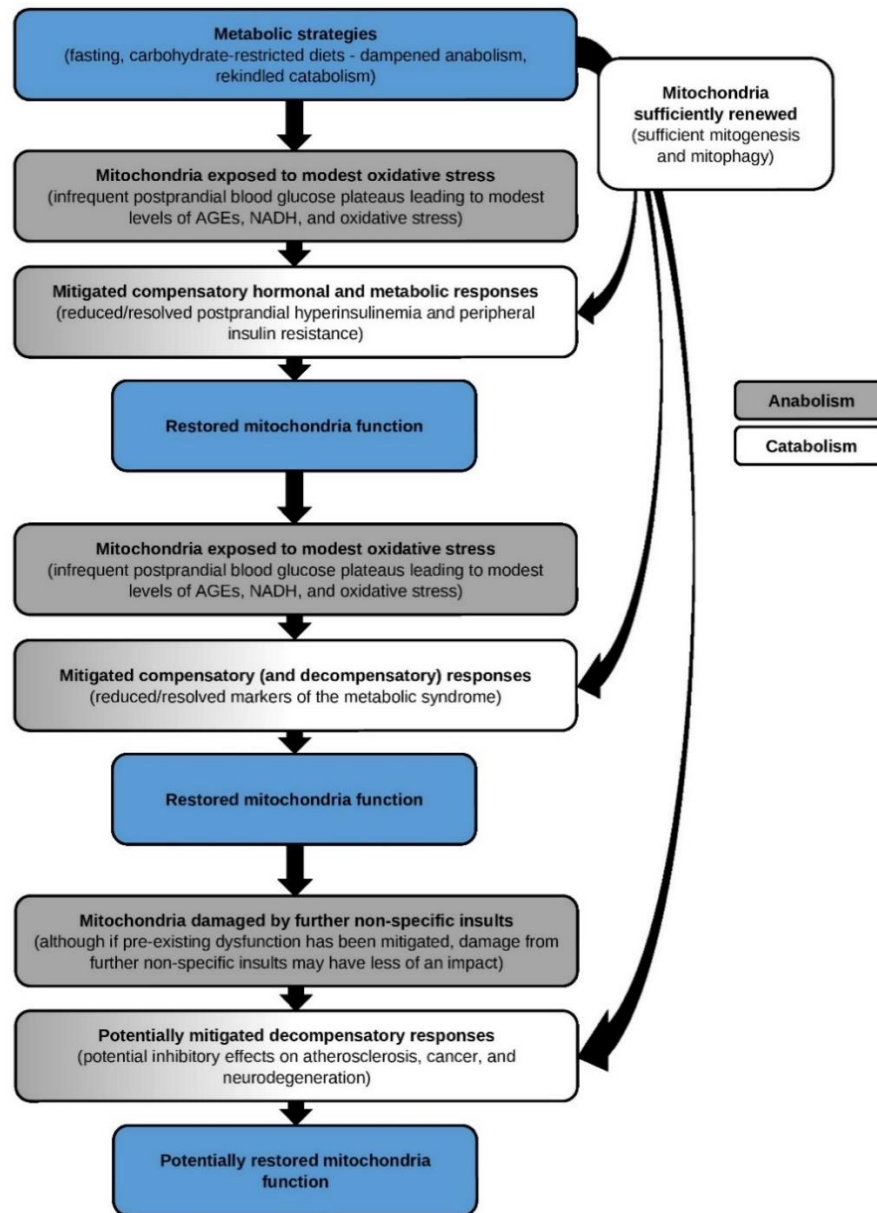 Metabolic strategies
(fasting, carbohydrate-restricted diets - dampened anabolism,
rekindled catabolism)
Mitochondria
sufficiently renewed
(sufficient mitogenesis
and mitophagy)
Mitochondria exposed to modest oxidative stress
(infrequent postprandial blood glucose plateaus leading to modest
levels of AGEs, NADH, and oxidative stress)
Mitigated compensatory hormonal and metabolic responses
(reduced/resolved postprandial hyperinsulinemia and peripheral
insulin resistance)
Restored mitochondria function
Anabolism
Catabolism
Mitochondria exposed to modest oxidative stress
(infrequent postprandial blood glucose plateaus leading to modest
levels of AGEs, NADH, and oxidative stress)
Mitigated compensatory (and decompensatory) responses
(reduced/resolved markers of the metabolic syndrome)
Restored mitochondria function
Mitochondria damaged by further non-specific insults
(although if pre-existing dysfunction has been mitigated, damage from
further non-specific insults may have less of an impact)
Potentially mitigated decompensatory responses
(potential inhibitory effects on atherosclerosis, cancer, and
neurodegeneration)
Potentially restored mitochondria
function